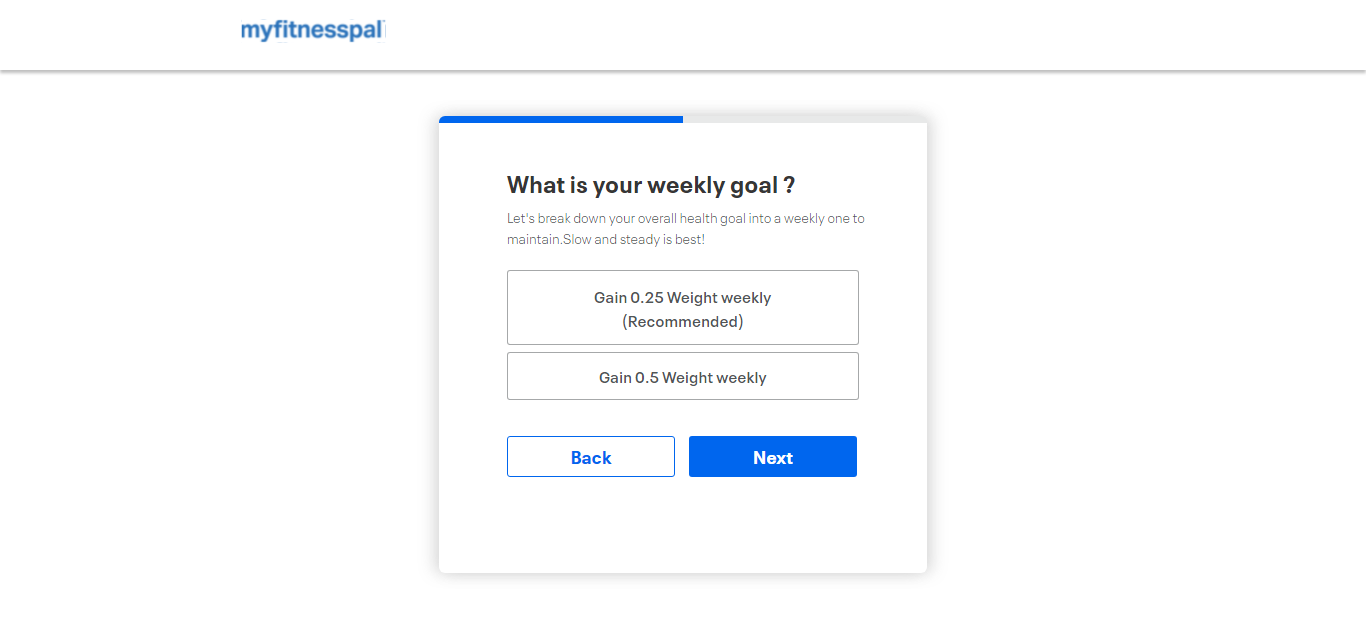 myfitnesspal
What is your weekly goal ?
Let's break down your overall health goal into a weekly one to
maintain.Slow and steady is best!
Gain 0.25 Weight weekly
(Recommended)
Gain 0.5 Weight weekly
Back
Next